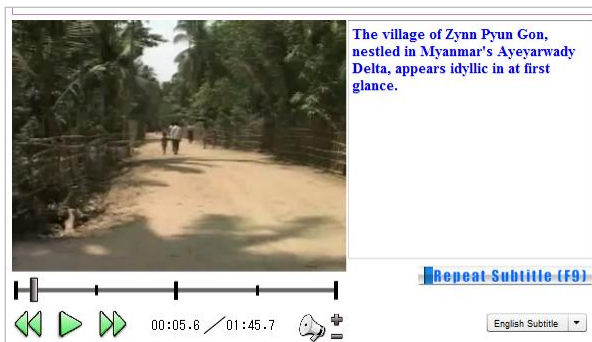 The village of Zynn Pyun Gon,
nestled in Myanmar's Ayeyarwady
Delta, appears idyllic in at first
glance.
Repeat Subtitle (F9)
00:05.6 / 01:45.7
English Subtitle